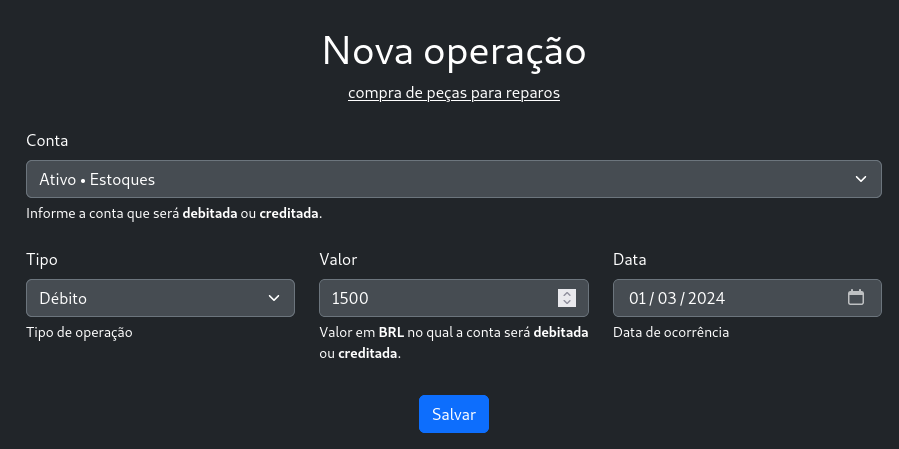 Nova operação
compra de peças para reparos
Conta
Ativo • Estoques
Informe a conta que será debitada ou creditada.
Tipo
Valor
Data
Débito
1500
01 / 03 / 2024
Tipo de operação
Valor em BRL no qual a conta será debitada
ou creditada.
Data de ocorrência
Salvar